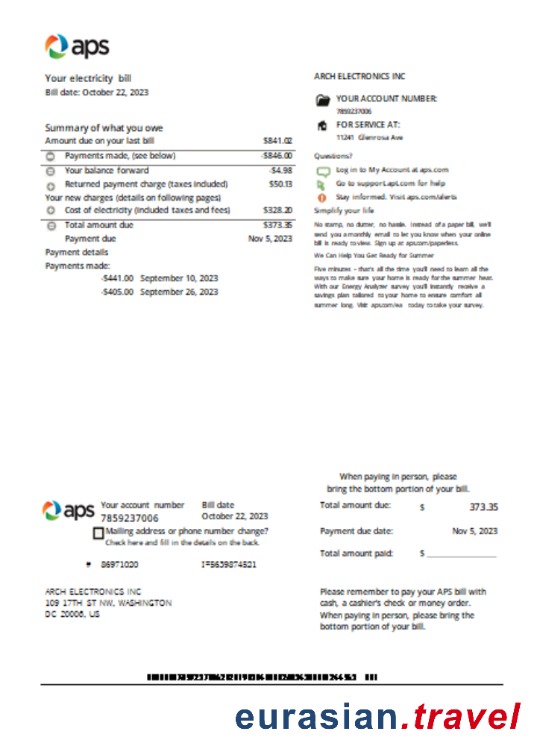 aps
Your electricity bill
Bill date: October 22, 2023
ARCH ELECTRONICS INC
YOUR ACCOUNT NUMBER:
7859237006
FOR SERVICE AT:
11241 Glenrosa Ave
Summary of what you owe
Amount due on your last bill $841.02
Payments made, (see below) -$846.00
Your balance forward -$4.98
Returned payment charge (taxes included) $50.13
Your new charges (details on following pages)
Cost of electricity (included taxes and fees) $328.20
Total amount due $373.35
Payment due Nov 5, 2023
Payment details
Payments made:
-$441.00 September 10, 2023
-$405.00 September 26, 2023
Questions?
Log in to My Account at aps.com
Go to support.apt.com for help
Stay informed. Visit aps.com/alerts
Simplify your life
No stamp, no clutter, no hassle. Instead of a paper bill, we'll
send you a monthly email to let you know when your online
bill is ready to view. Sign up at aps.com/paperless.
We Can Help You Get Ready for Summer
Five minutes - that's all the time you'll need to learn all the
ways to make sure your home is ready for the summer heat.
With our Energy Analyzer survey you'll instantly receive a
savings plan tailored to your home to ensure comfort all
summer long. Visit aps.com/ea today to take your survey.
When paying in person, please
bring the bottom portion of your bill.
aps
Your account number Bill date
7859237006 October 22, 2023
Mailing address or phone number change?
Check here and fill in the details on the back.
# 86971020 I=5639874521
Total amount due: $ 373.35
Payment due date: Nov 5, 2023
Total amount paid: $
ARCH ELECTRONICS INC
109 17TH ST NW, WASHINGTON
DC 20006, US
Please remember to pay your APS bill with
cash, a cashier's check or money order.
When paying in person, please bring the
bottom portion of your bill.
eurasian.travel